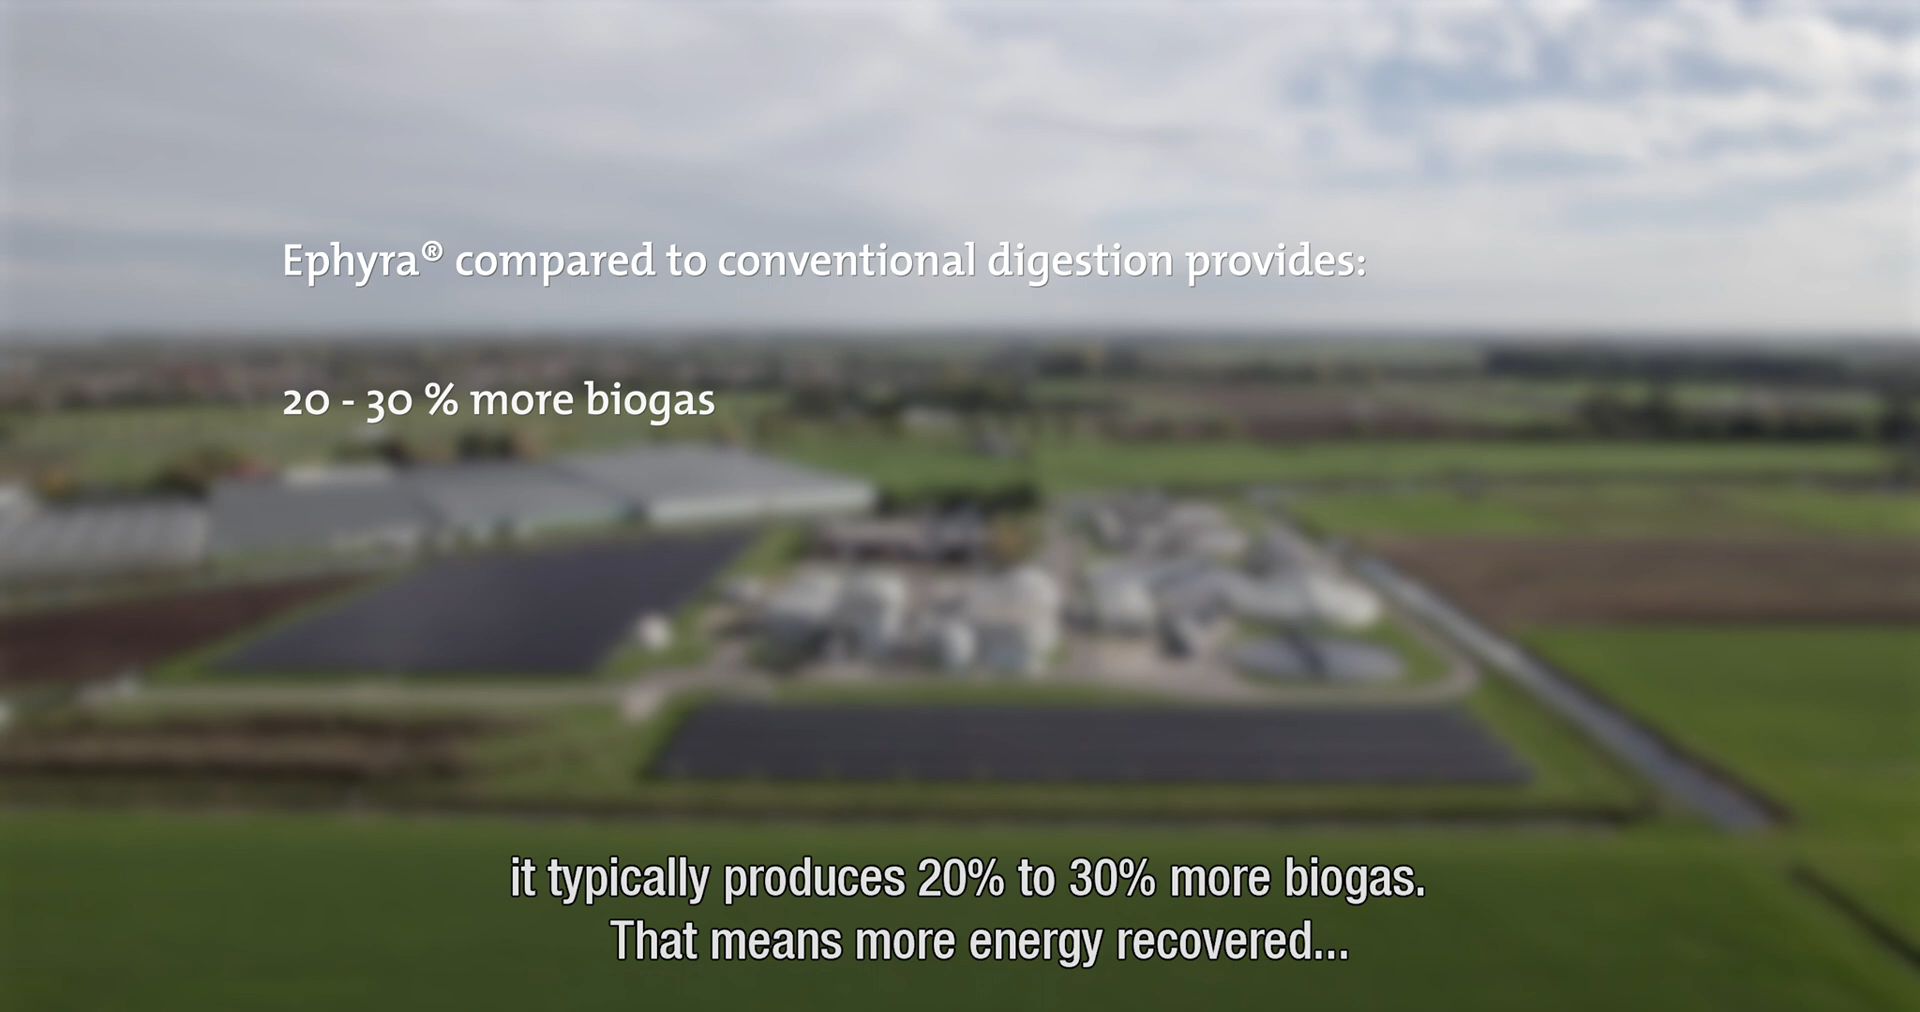 Ephyra® compared to conventional digestion provides:
20 - 30 % more biogas
it typically produces 20% to 30% more biogas.
That means more energy recovered...